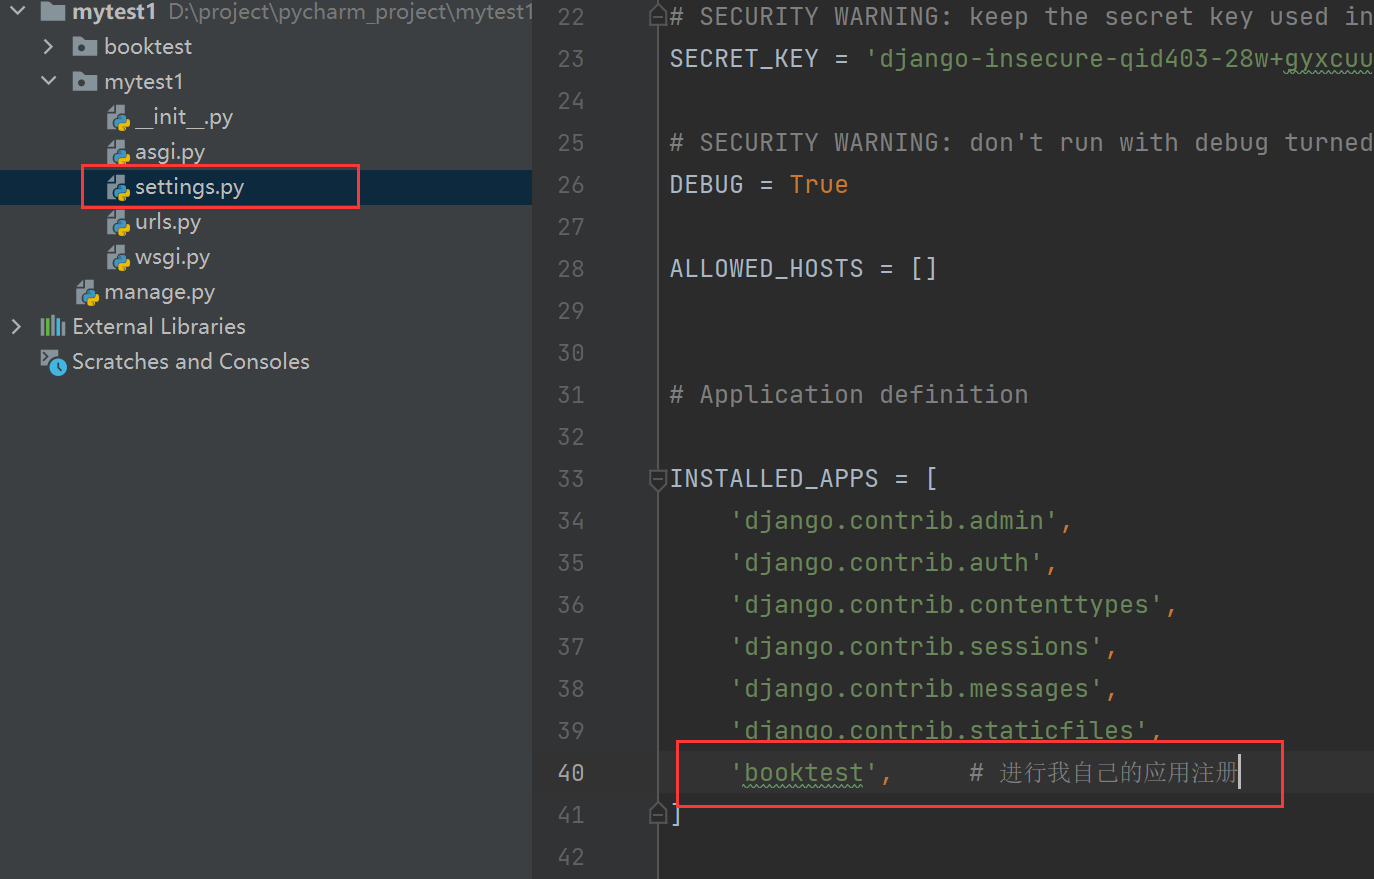 mytest1 D:\project\pycharm_project\mytest1
booktest
mytest1
__init__.py
asgi.py
settings.py
urls.py
wsgi.py
manage.py
External Libraries
Scratches and Consoles
22 # SECURITY WARNING: keep the secret key used in
23 SECRET_KEY = 'django-insecure-qid403-28w+gyxcuu
24
25 # SECURITY WARNING: don't run with debug turned
26 DEBUG = True
27
28 ALLOWED_HOSTS = []
29
30
31 # Application definition
32
33 INSTALLED_APPS = [
34 'django.contrib.admin',
35 'django.contrib.auth',
36 'django.contrib.contenttypes',
37 'django.contrib.sessions',
38 'django.contrib.messages',
39 'django.contrib.staticfiles',
40 'booktest', # 进行我自己的应用注册
41 ]
42